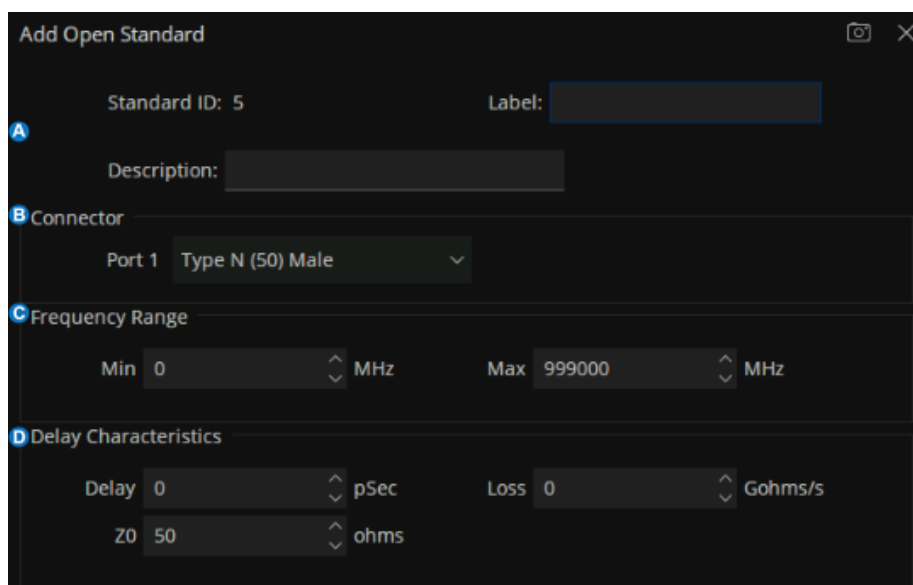 Add Open Standard
Standard ID: 5 Label:
A
Description:
B Connector
Port 1 Type N (50) Male
C Frequency Range
Min 0 MHz Max 999000 MHz
D Delay Characteristics
Delay 0 pSec Loss 0 Gohms/s
Z0 50 ohms